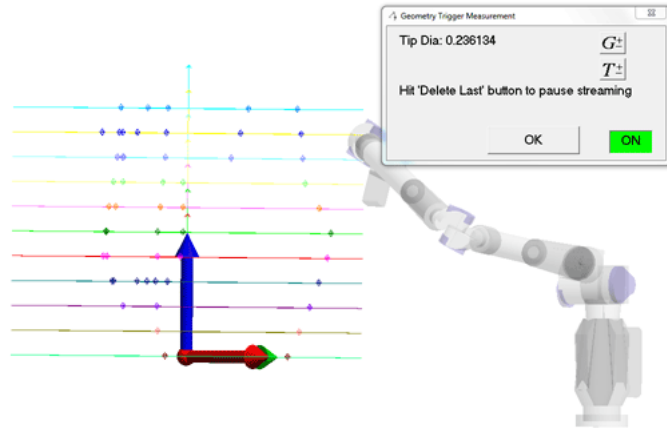 Geometry Trigger Measurement
Tip Dia: 0.236134
G±
T±
Hit 'Delete Last' button to pause streaming
OK
ON